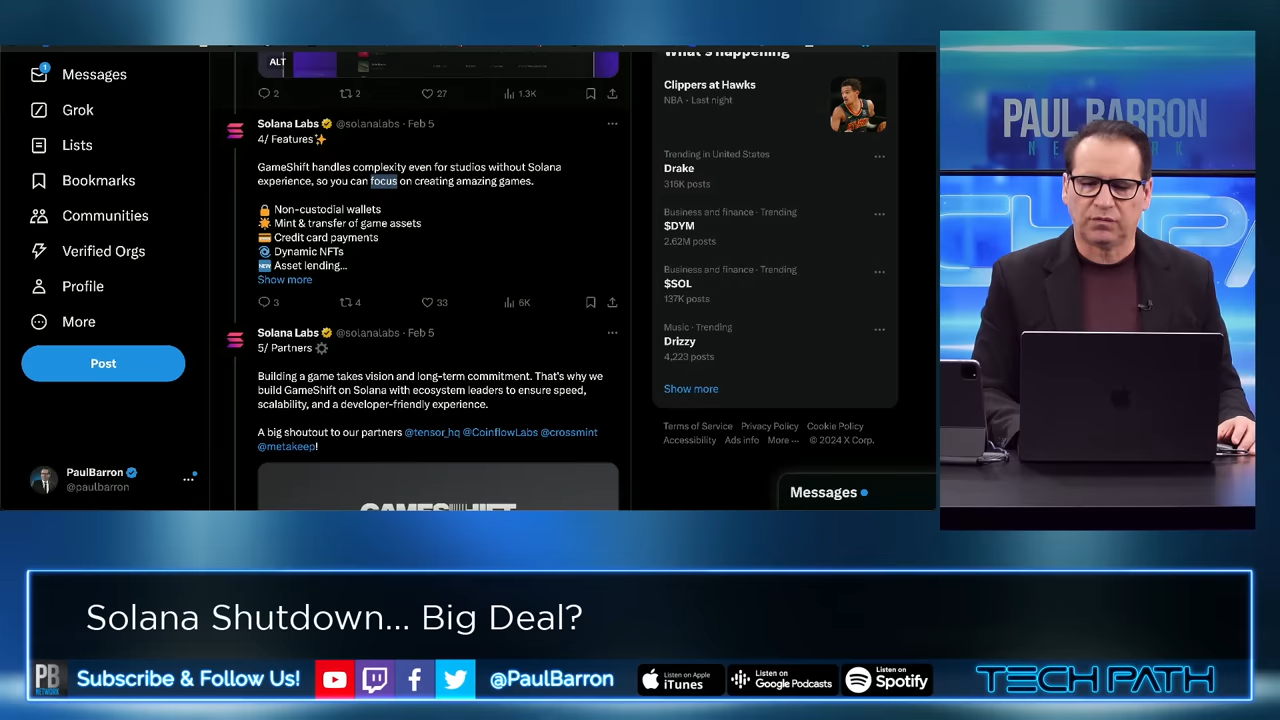 Messages
1
Grok
Lists
Bookmarks
Communities
Verified Orgs
Profile
More
Post
PaulBarron
@paulbarron
ALT
2 2 27 1.3K
Solana Labs @solanalabs · Feb 5
4/ Features✨
GameShift handles complexity even for studios without Solana
experience, so you can focus on creating amazing games.
🔒 Non-custodial wallets
Mint & transfer of game assets
💳 Credit card payments
Dynamic NFTs
🆕 Asset lending...
Show more
3 4 33 6K
Solana Labs @solanalabs · Feb 5
5/ Partners ⚙️
Building a game takes vision and long-term commitment. That's why we
build GameShift on Solana with ecosystem leaders to ensure speed,
scalability, and a developer-friendly experience.
A big shoutout to our partners @tensor_hq @CoinflowLabs @crossmint
@metakeep!
GAMESHIFT
What's happening
Clippers at Hawks
NBA · Last night
Trending in United States
Drake
315K posts
Business and finance · Trending
$DYM
2.62M posts
Business and finance · Trending
$SOL
137K posts
Music · Trending
Drizzy
4,223 posts
Show more
Terms of Service Privacy Policy Cookie Policy
Accessibility Ads info More ··· © 2024 X Corp.
Messages
PAUL BARRON
NETWORK
Solana Shutdown... Big Deal?
PB
NETWORK
Subscribe & Follow Us!
@PaulBarron
Listen on Apple
iTunes
Listen on
Google Podcasts
Listen on
Spotify
TECH PATH